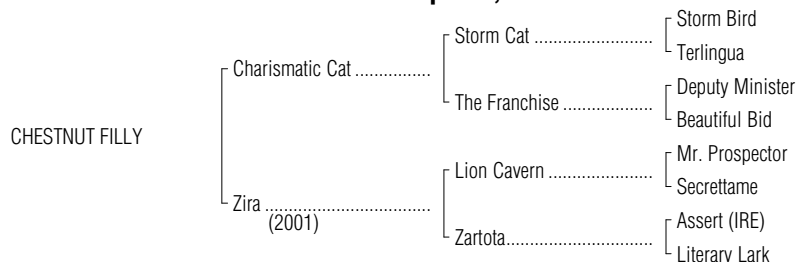 Storm Bird
Storm Cat ......................
Terlingua
Charismatic Cat ................
Deputy Minister
The Franchise .................
Beautiful Bid
CHESTNUT FILLY
Mr. Prospector
Lion Cavern ....................
Secrettame
Zira ...................................
(2001)
Assert (IRE)
Zartota............................
Literary Lark